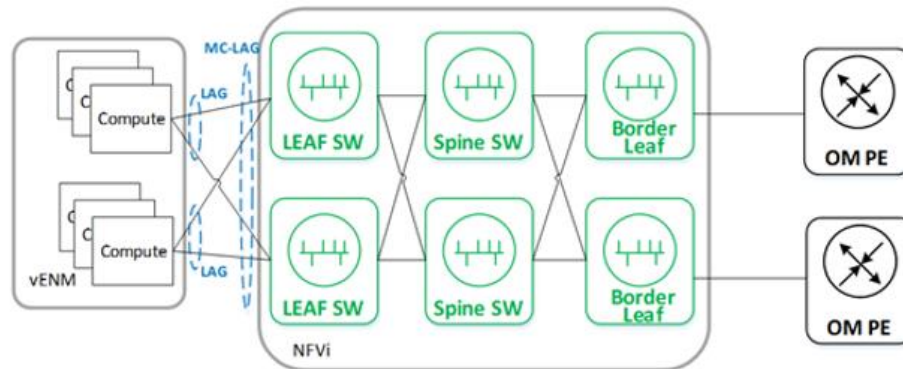 MC-LAG
LAG
C
C
Compute
LEAF SW
Spine SW
Border
Leaf
OM PE
C
C
Compute
LAG
vENM
LEAF SW
Spine SW
Border
Leaf
OM PE
NFVi